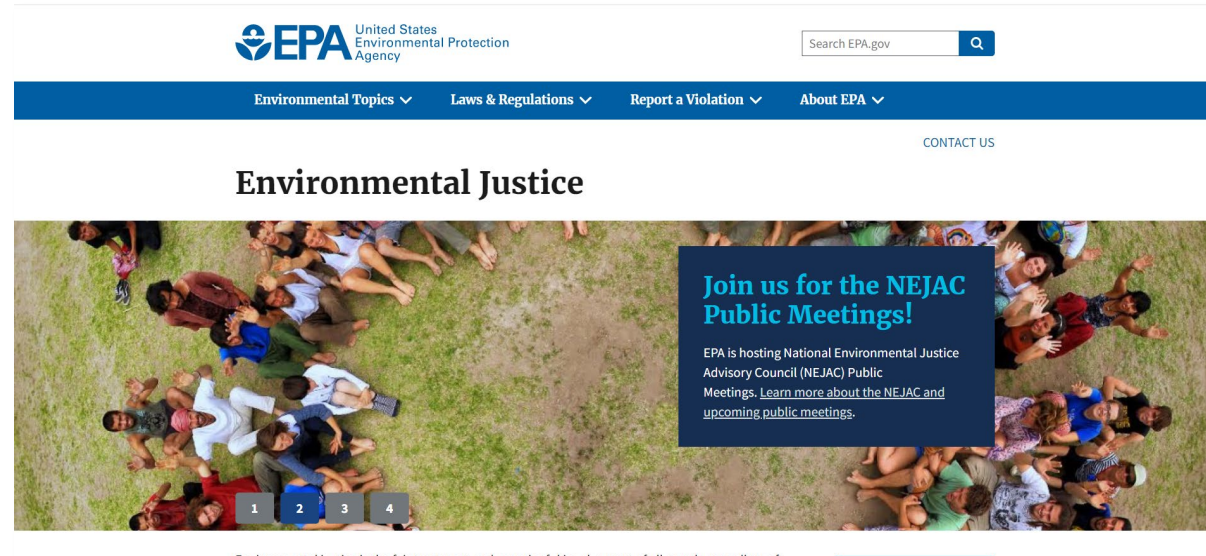 EPA
United States
Environmental Protection
Agency
Search EPA.gov
Environmental Topics
Laws & Regulations
Report a Violation
About EPA
CONTACT US
Environmental Justice
Join us for the NEJAC
Public Meetings!
EPA is hosting National Environmental Justice
Advisory Council (NEJAC) Public
Meetings. Learn more about the NEJAC and
upcoming public meetings.
1 2 3 4